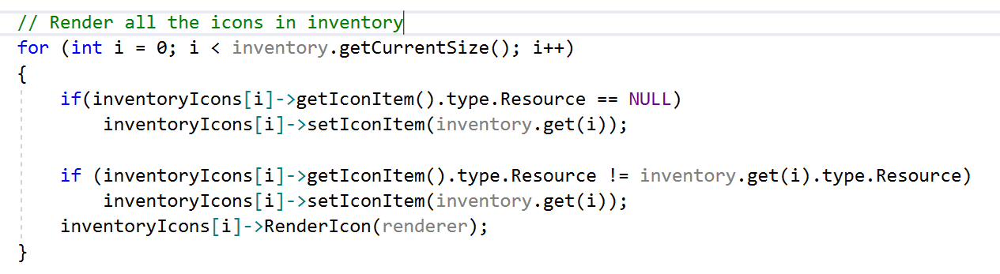 // Render all the icons in inventory
for (int i = 0; i < inventory.getCurrentSize(); i++)
{
    if(inventoryIcons[i]->getIconItem().type.Resource == NULL)
        inventoryIcons[i]->setIconItem(inventory.get(i));

    if (inventoryIcons[i]->getIconItem().type.Resource != inventory.get(i).type.Resource)
        inventoryIcons[i]->setIconItem(inventory.get(i));
    inventoryIcons[i]->RenderIcon(renderer);
}